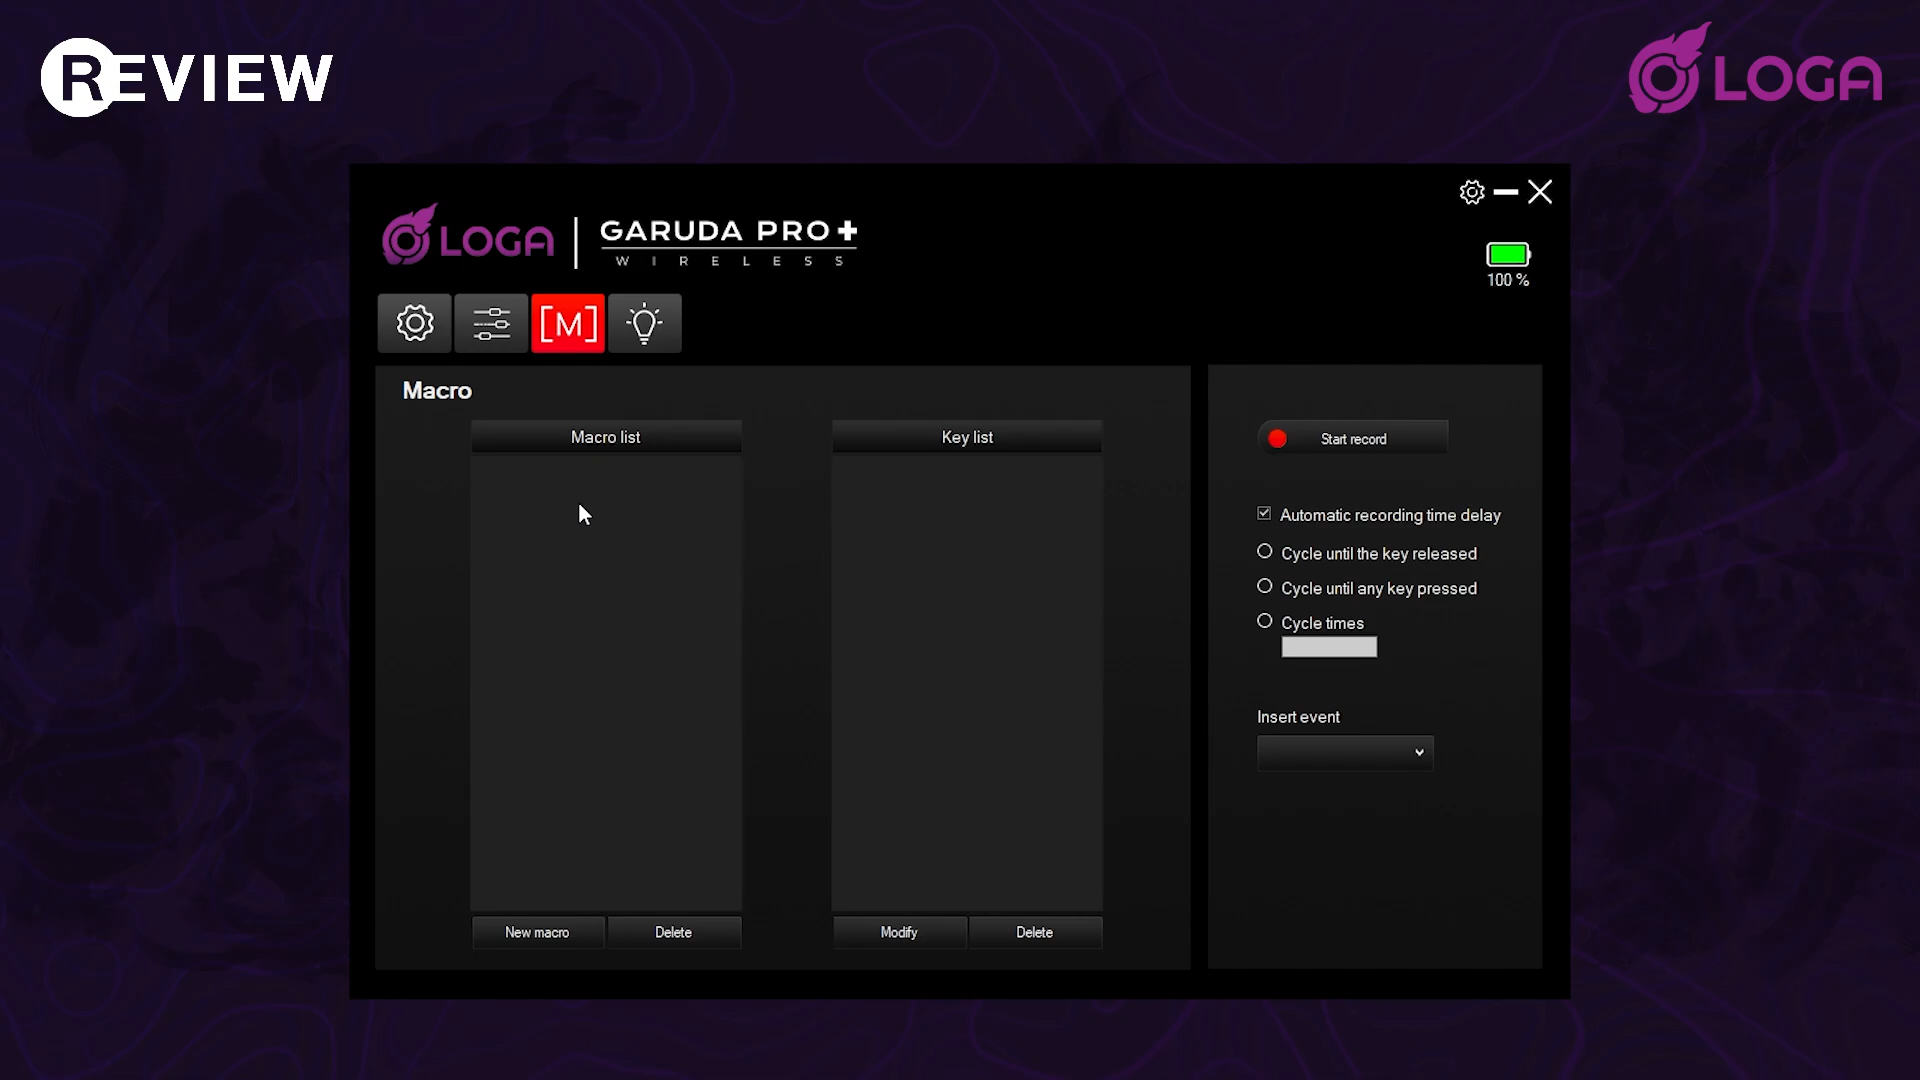 REVIEW
LOGA
LOGA
GARUDA PRO+
WIRELESS
100 %
[M]
Macro
Macro list
Key list
Start record
Automatic recording time delay
Cycle until the key released
Cycle until any key pressed
Cycle times
Insert event
New macro
Delete
Modify
Delete